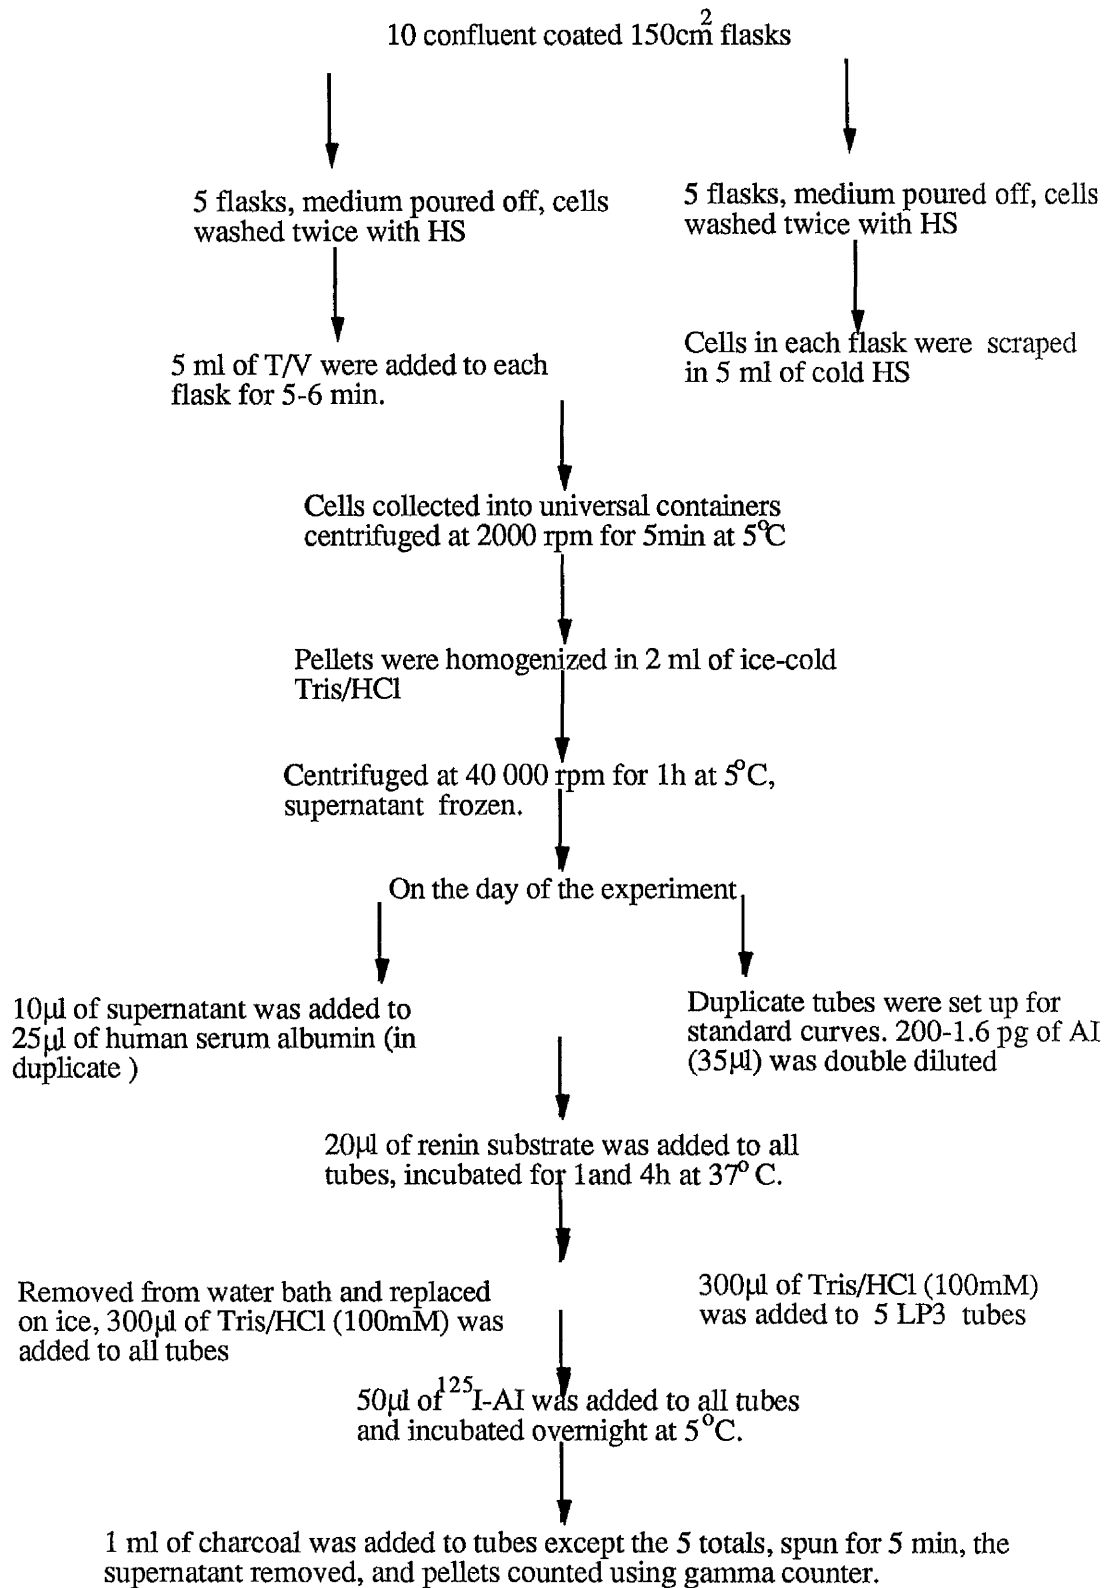 10 confluent coated 150cm² flasks
5 flasks, medium poured off, cells
washed twice with HS
5 flasks, medium poured off, cells
washed twice with HS
5 ml of T/V were added to each
flask for 5-6 min.
Cells in each flask were scraped
in 5 ml of cold HS
Cells collected into universal containers
centrifuged at 2000 rpm for 5min at 5°C
Pellets were homogenized in 2 ml of ice-cold
Tris/HCl
Centrifuged at 40 000 rpm for 1h at 5°C,
supernatant frozen.
On the day of the experiment
10µl of supernatant was added to
25µl of human serum albumin (in
duplicate )
Duplicate tubes were set up for
standard curves. 200-1.6 pg of AI
(35µl) was double diluted
20µl of renin substrate was added to all
tubes, incubated for 1and 4h at 37° C.
Removed from water bath and replaced
on ice, 300µl of Tris/HCl (100mM) was
added to all tubes
300µl of Tris/HCl (100mM)
was added to 5 LP3 tubes
50µl of ¹²⁵I-AI was added to all tubes
and incubated overnight at 5°C.
1 ml of charcoal was added to tubes except the 5 totals, spun for 5 min, the
supernatant removed, and pellets counted using gamma counter.